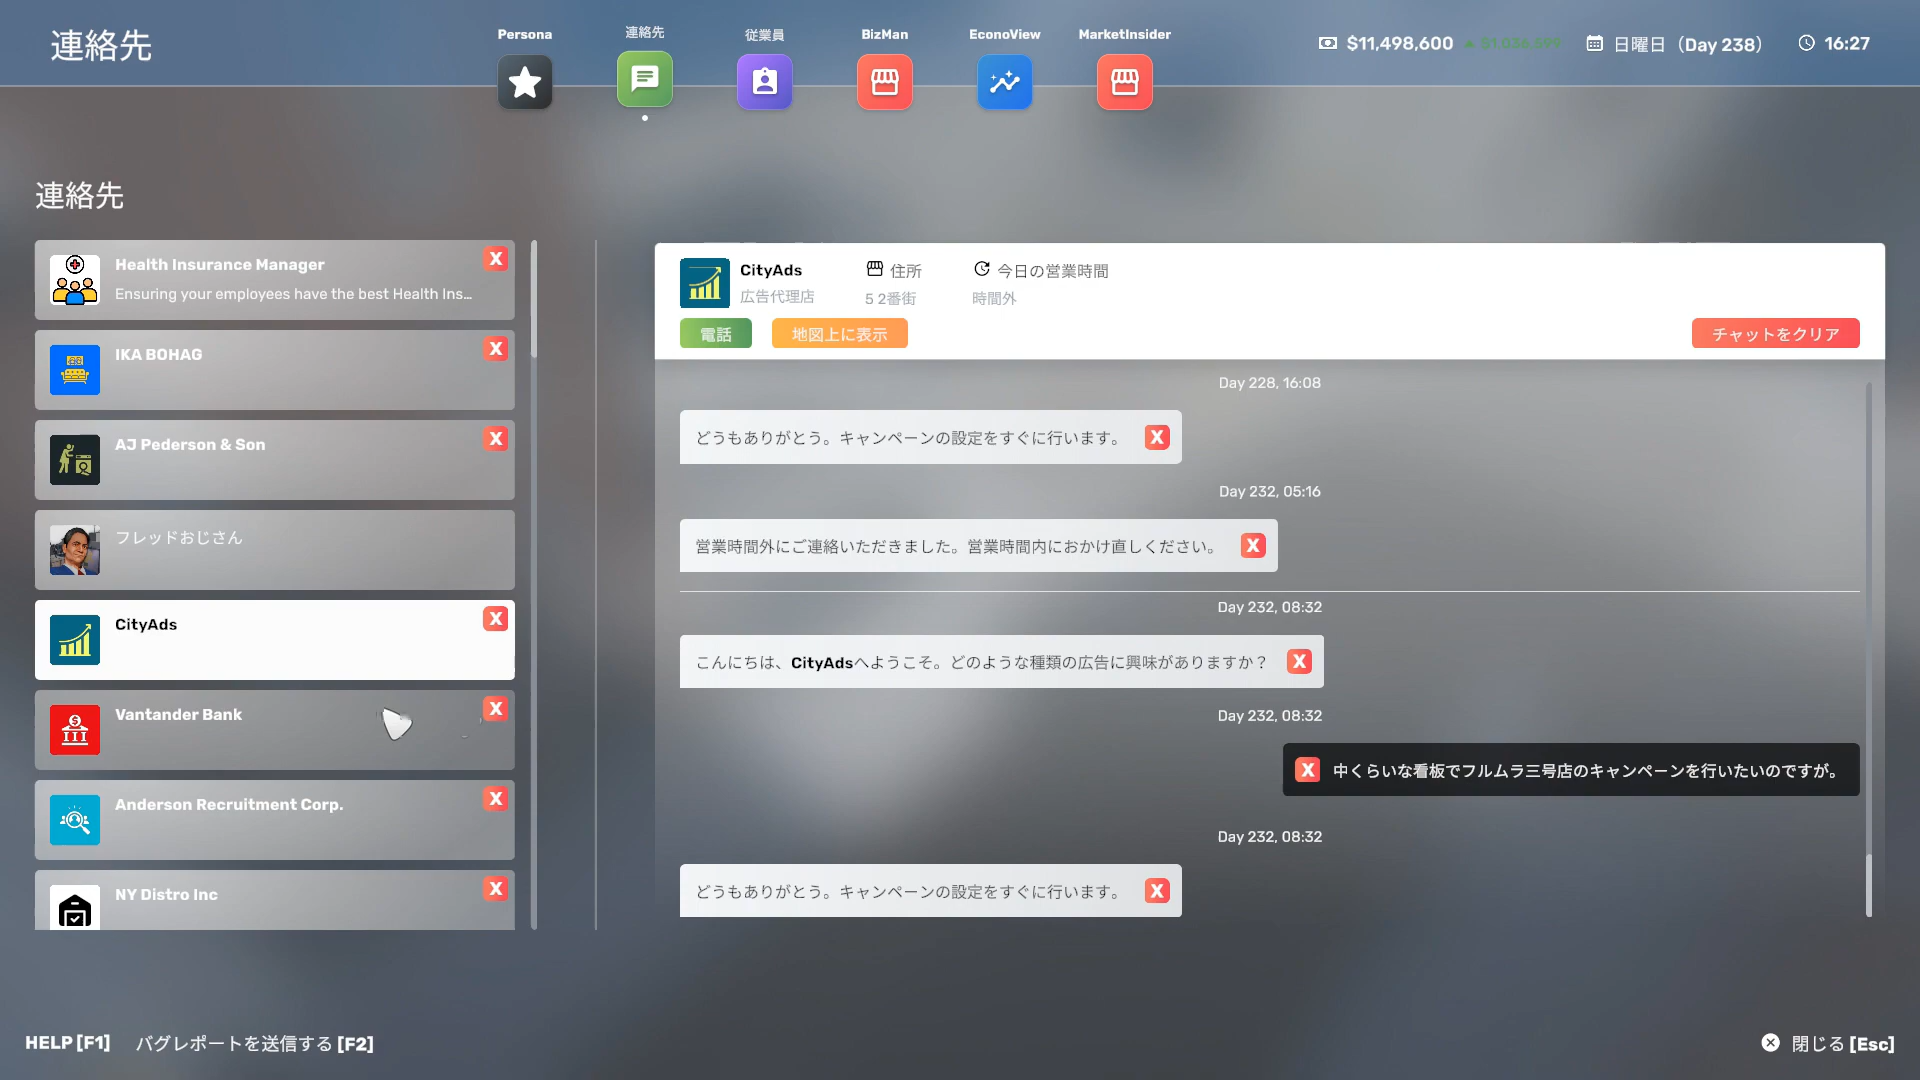 連絡先
Persona
連絡先
従業員
BizMan
EconoView
MarketInsider
$11,498,600
$1,036,599
日曜日（Day 238）
16:27
連絡先
Health Insurance Manager
Ensuring your employees have the best Health Ins...
X
IKA BOHAG
X
AJ Pederson & Son
X
フレッドおじさん
CityAds
X
Vantander Bank
X
Anderson Recruitment Corp.
X
NY Distro Inc
X
CityAds
広告代理店
住所
5 2番街
今日の営業時間
時間外
電話
地図上に表示
チャットをクリア
Day 228, 16:08
どうもありがとう。キャンペーンの設定をすぐに行います。 X
Day 232, 05:16
営業時間外にご連絡いただきました。営業時間内におかけ直しください。 X
Day 232, 08:32
こんにちは、CityAdsへようこそ。どのような種類の広告に興味がありますか？ X
Day 232, 08:32
X 中くらいな看板でフルムラ三号店のキャンペーンを行いたいのですが。
Day 232, 08:32
どうもありがとう。キャンペーンの設定をすぐに行います。 X
HELP [F1]
バグレポートを送信する [F2]
閉じる [Esc]